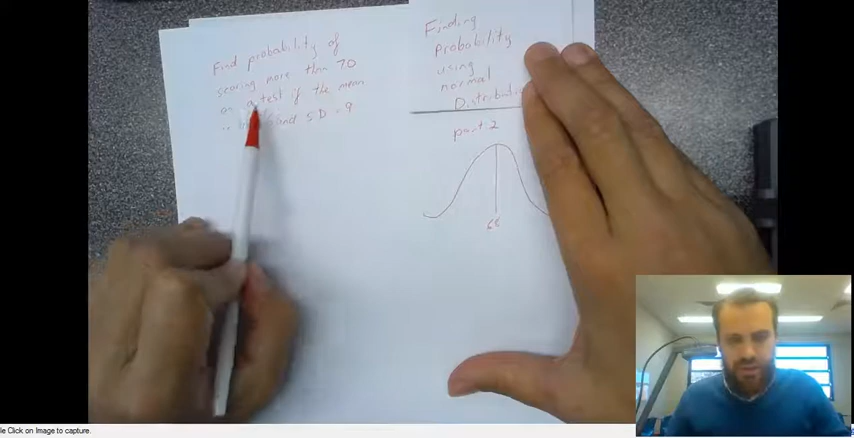 Find probability of
scoring more than 70
on a test if the mean
and SD = 9
Finding
Probability
using
normal
part 2
le Click on Image to capture.